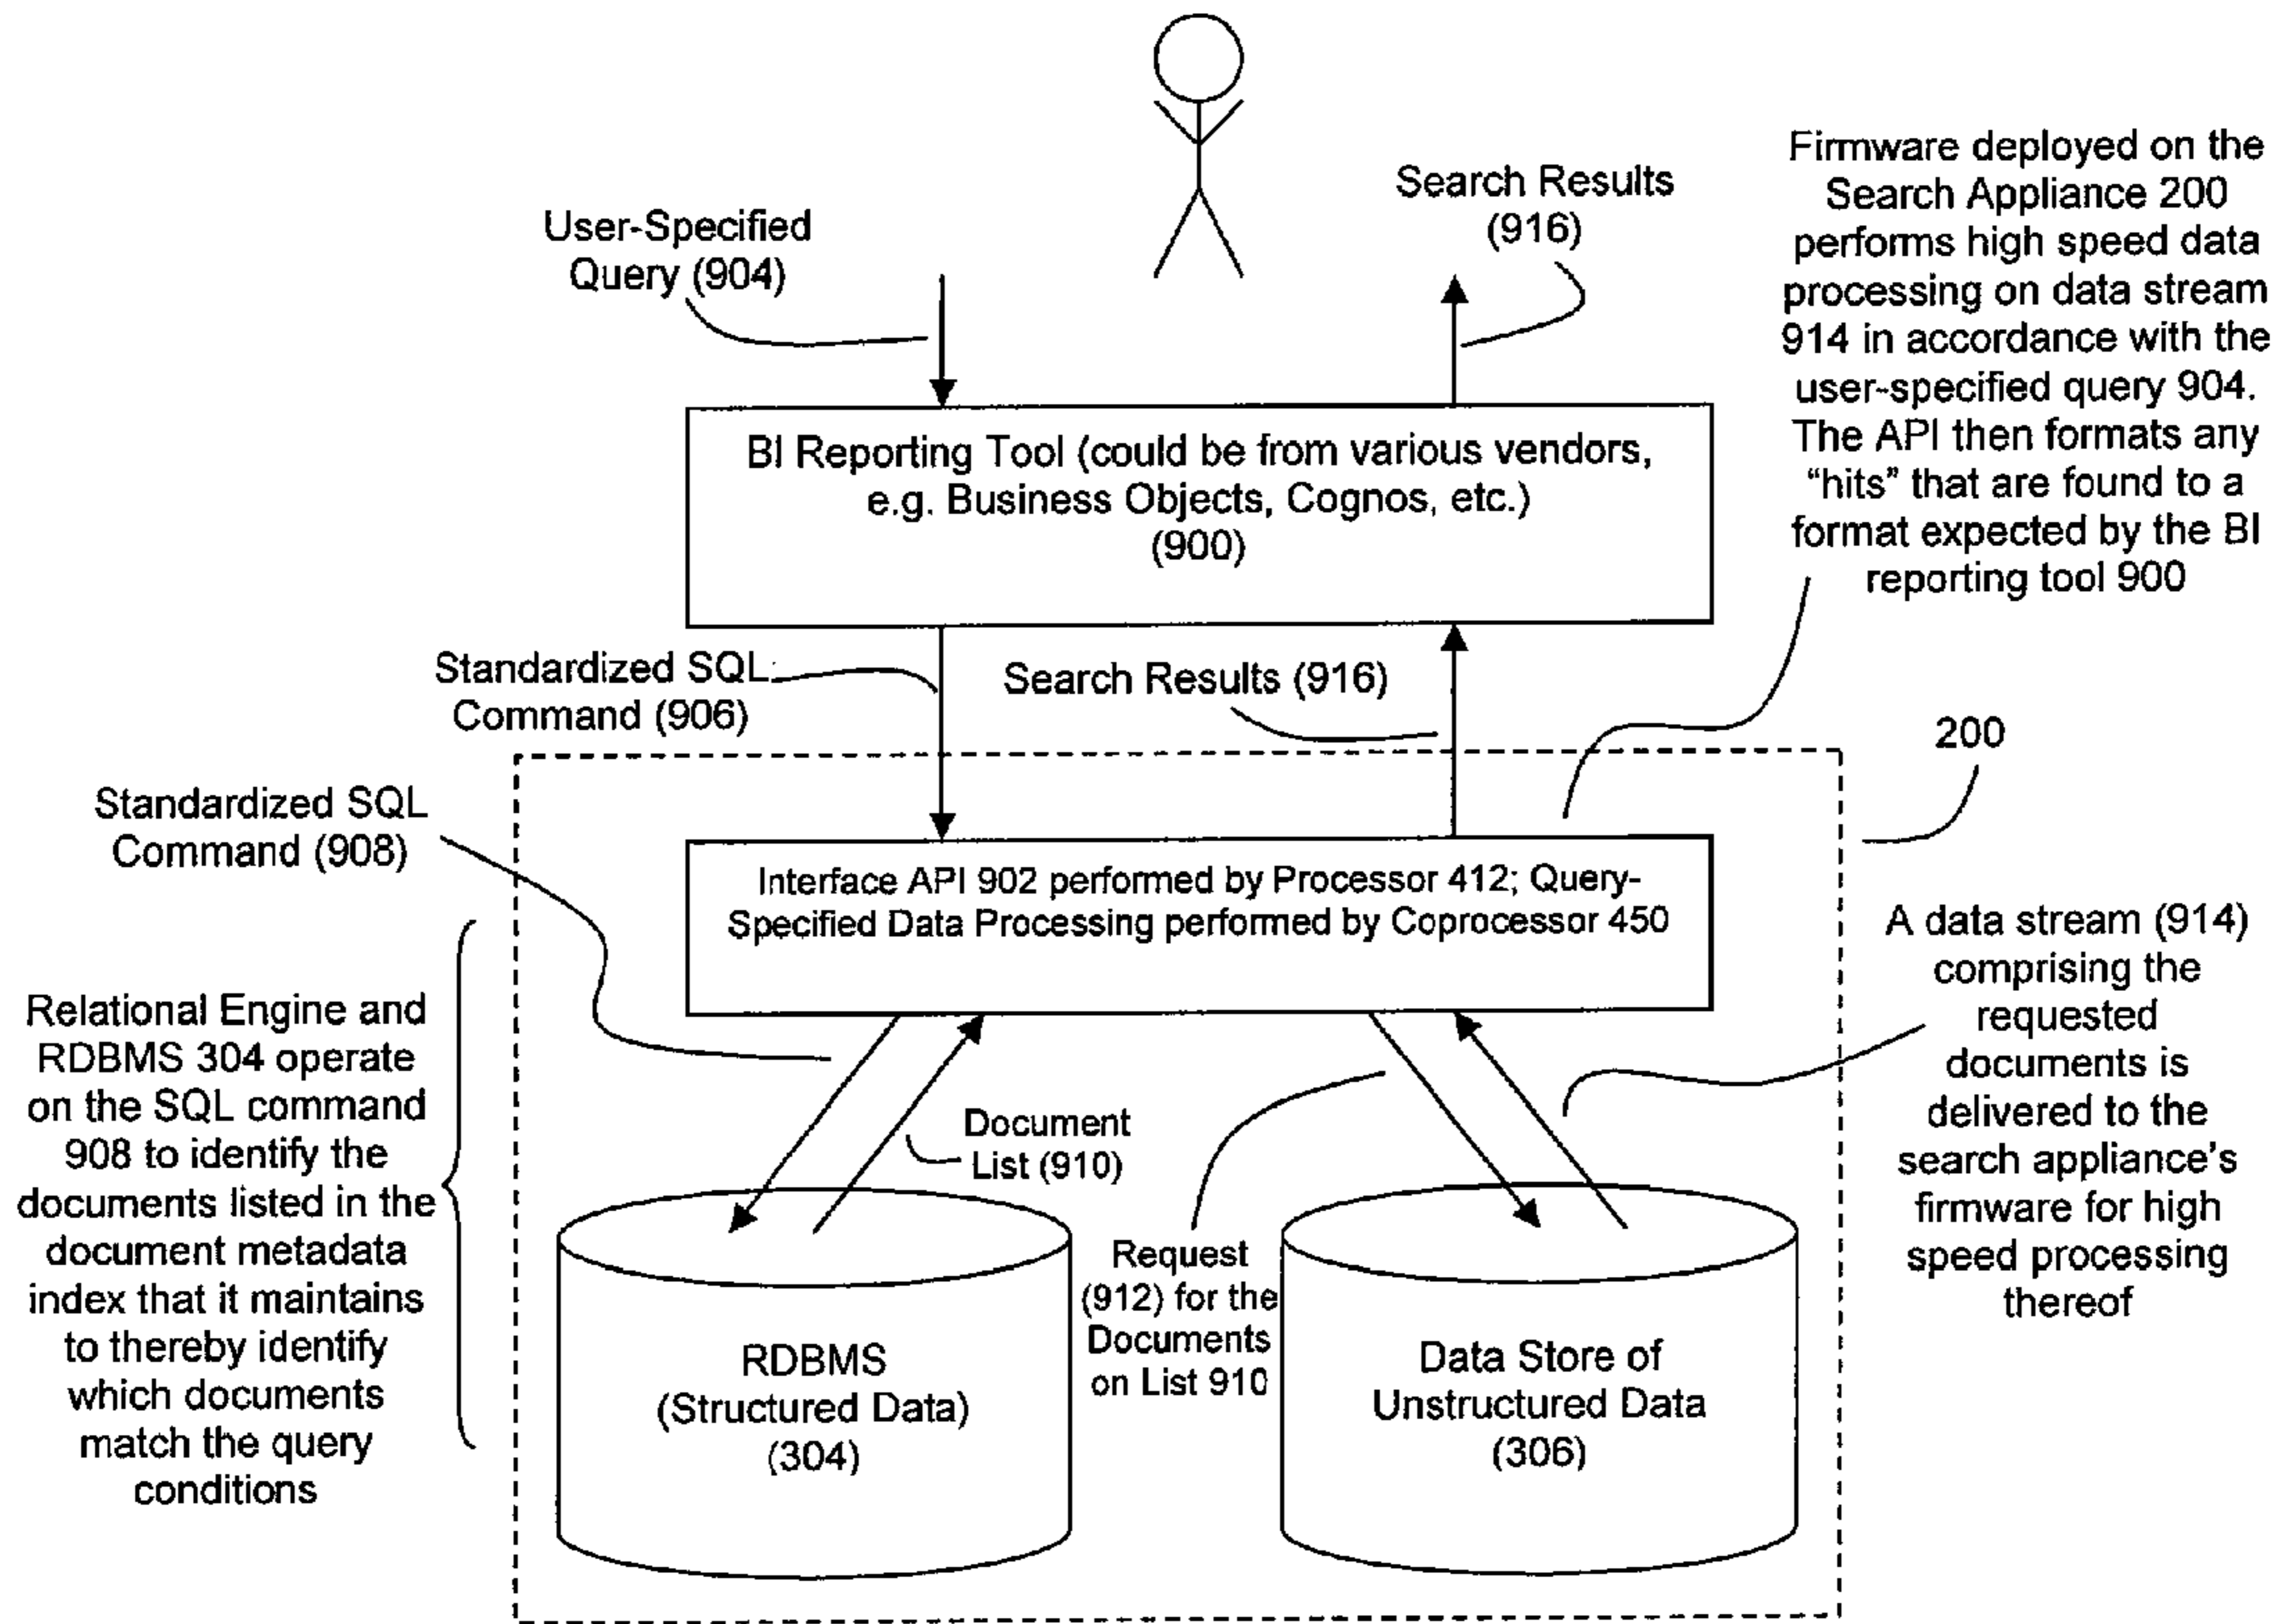 User-Specified
Query (904)
Search Results
(916)
Firmware deployed on the
Search Appliance 200
performs high speed data
processing on data stream
914 in accordance with the
user-specified query 904.
The API then formats any
“hits” that are found to a
format expected by the BI
reporting tool 900
BI Reporting Tool (could be from various vendors,
e.g. Business Objects, Cognos, etc.)
(900)
Standardized SQL
Command (906)
Search Results (916)
200
Standardized SQL
Command (908)
Interface API 902 performed by Processor 412; Query-
Specified Data Processing performed by Coprocessor 450
Relational Engine and
RDBMS 304 operate
on the SQL command
908 to identify the
documents listed in the
document metadata
index that it maintains
to thereby identify
which documents
match the query
conditions
Document
List (910)
A data stream (914)
comprising the
requested
documents is
delivered to the
search appliance’s
firmware for high
speed processing
thereof
Request
(912) for the
Documents
on List 910
RDBMS
(Structured Data)
(304)
Data Store of
Unstructured Data
(306)